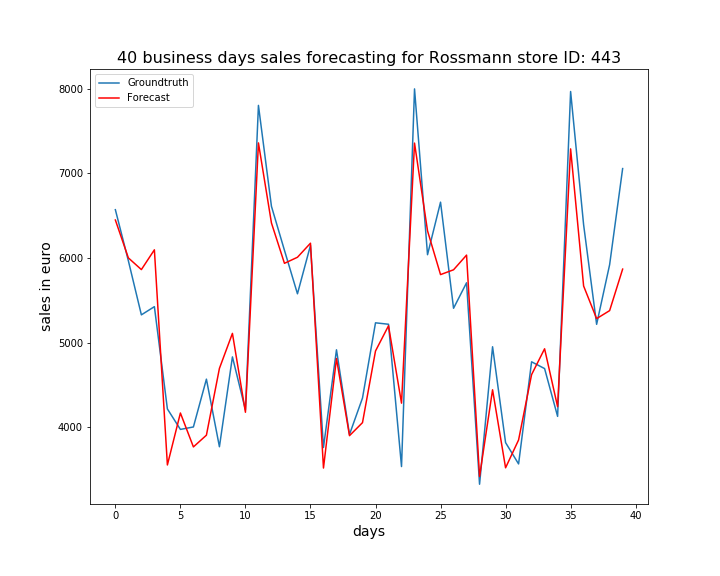 40 business days sales forecasting for Rossmann store ID: 443
Groundtruth
Forecast
8000
7000
6000
5000
4000
sales in euro
0 5 10 15 20 25 30 35 40
days